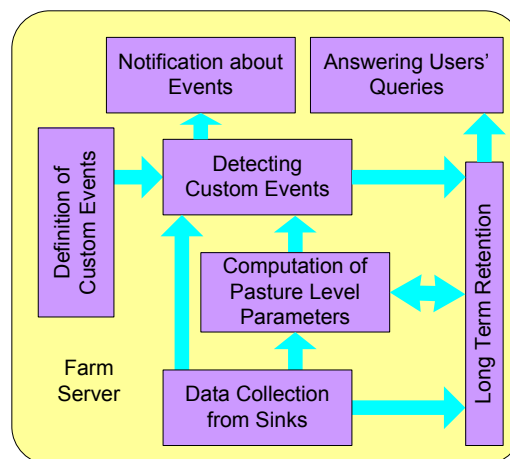 Notification about
Events
Answering Users'
Queries
Definition of
Custom Events
Detecting
Custom Events
Computation of
Pasture Level
Parameters
Long Term Retention
Farm
Server
Data Collection
from Sinks